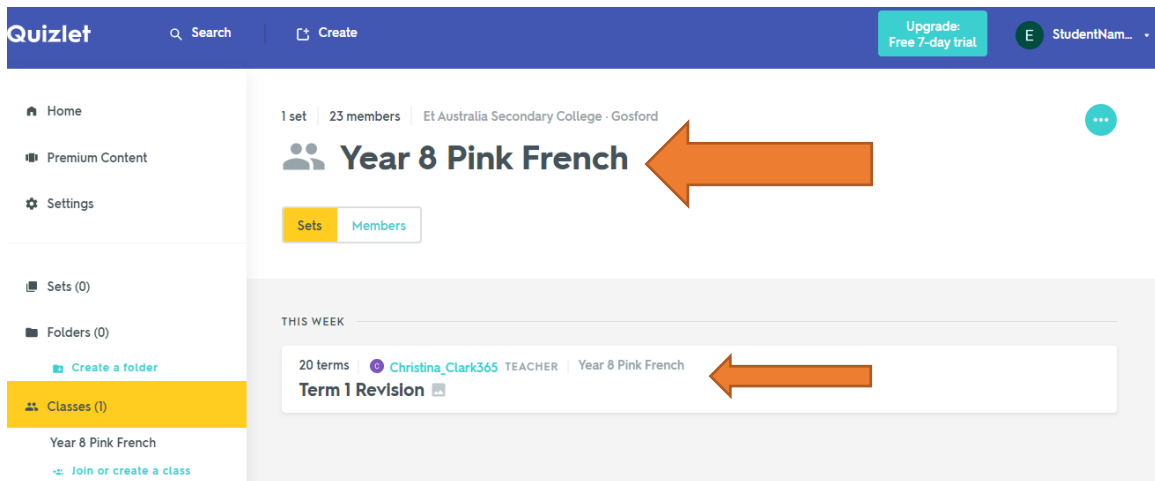 Quizlet
Search
Create
Upgrade:
Free 7-day trial
E
StudentNam...
Home
Premium Content
Settings
Sets (0)
Folders (0)
Create a folder
Classes (1)
Year 8 Pink French
Join or create a class
1 set 23 members Et Australia Secondary College - Gosford
Year 8 Pink French
Sets Members
THIS WEEK
20 terms C Christina_Clark365 TEACHER Year 8 Pink French
Term 1 Revision